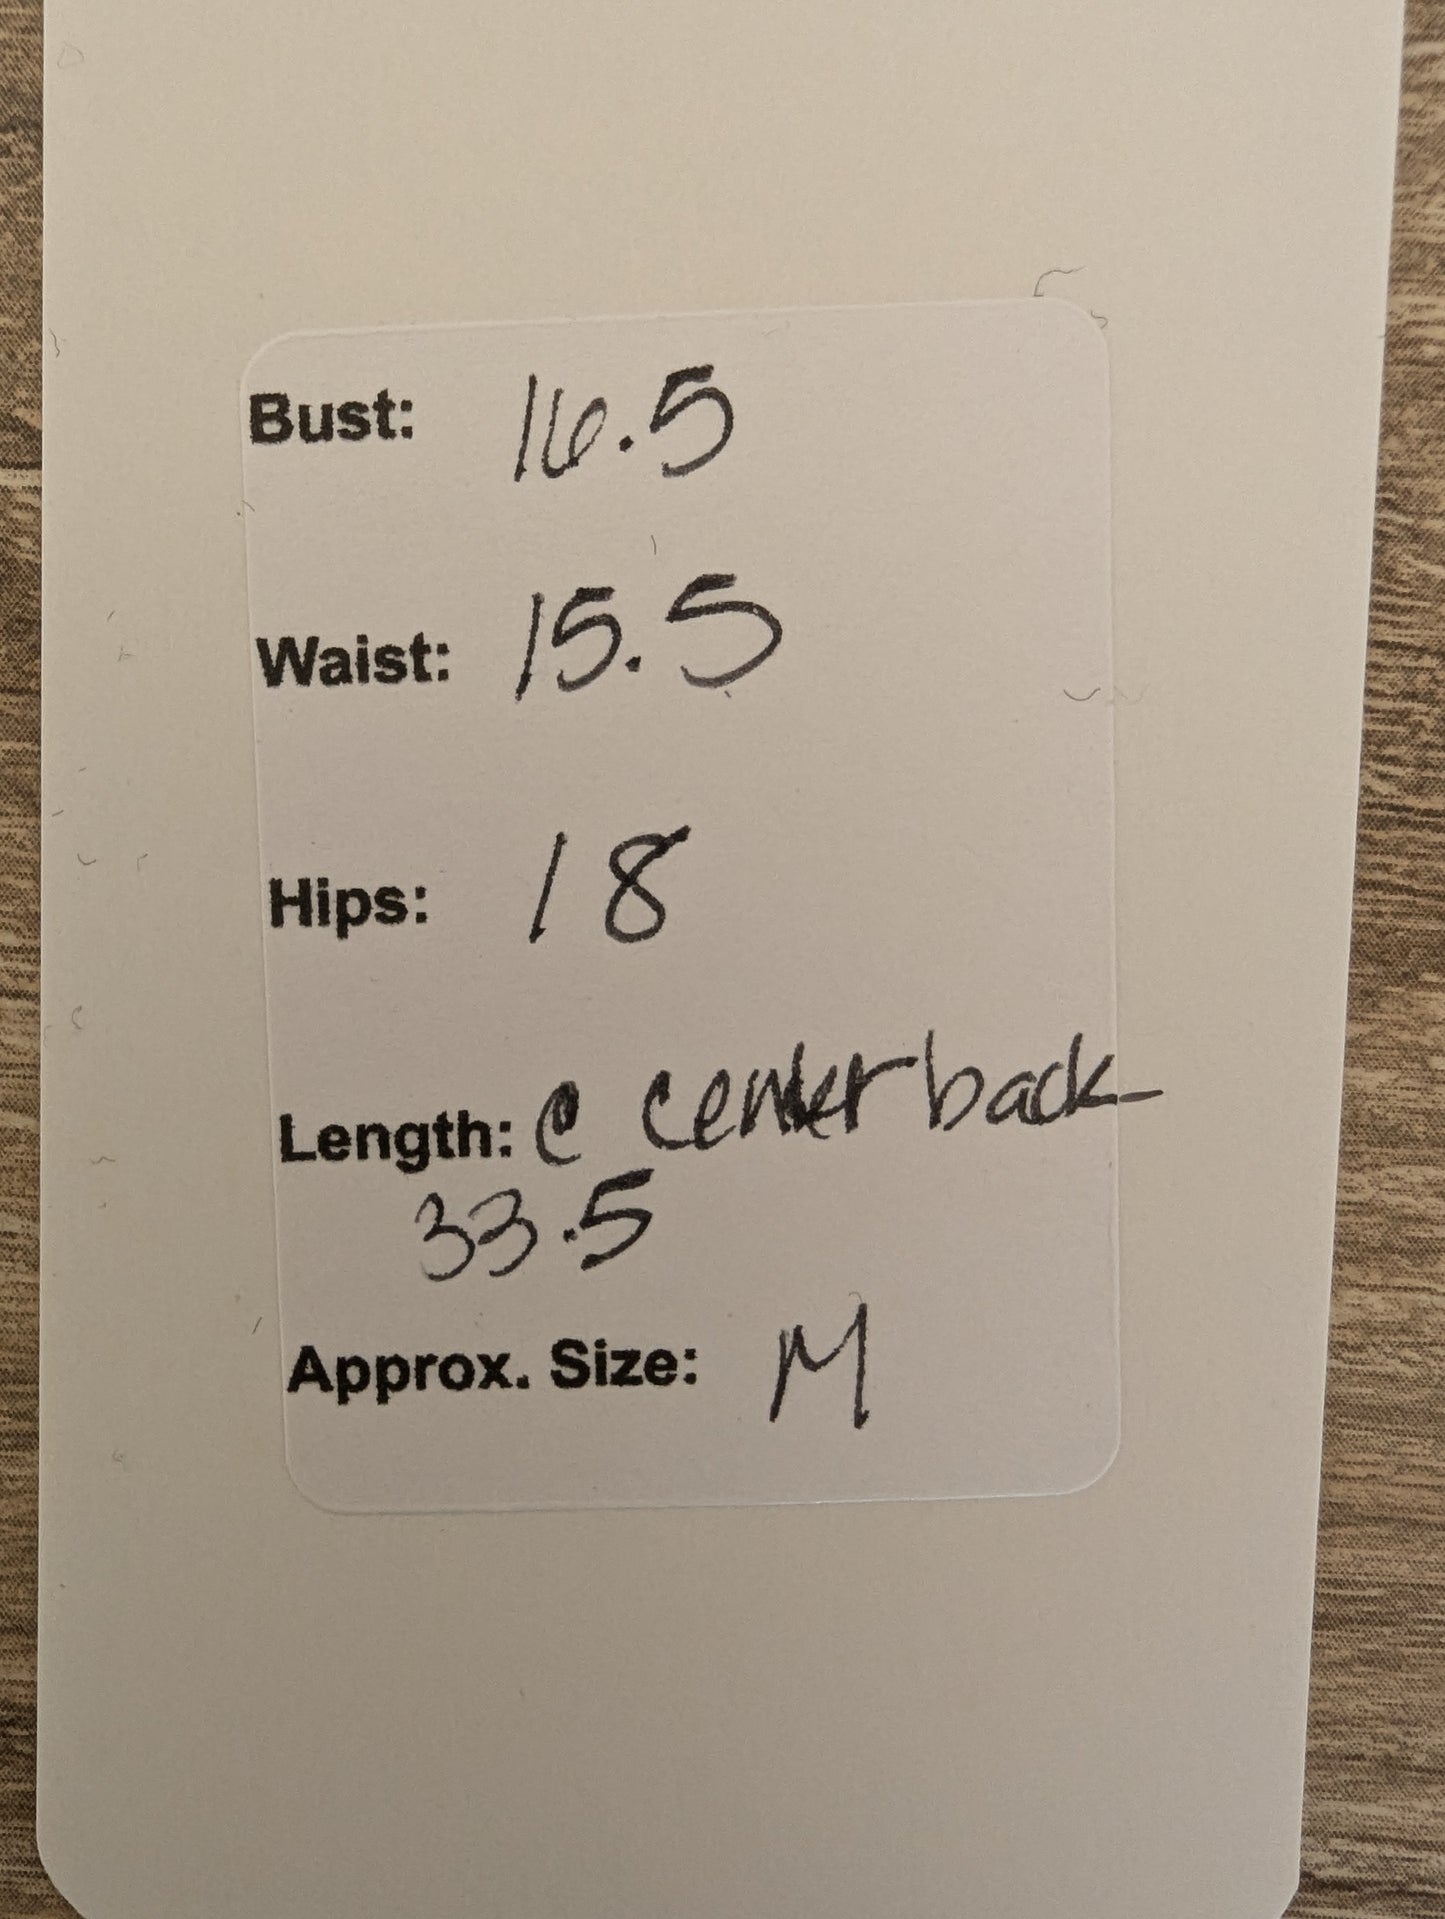 Bust: 16.5
Waist: 15.5
Hips: 18
Length: @ center back
33.5
Approx. Size: M